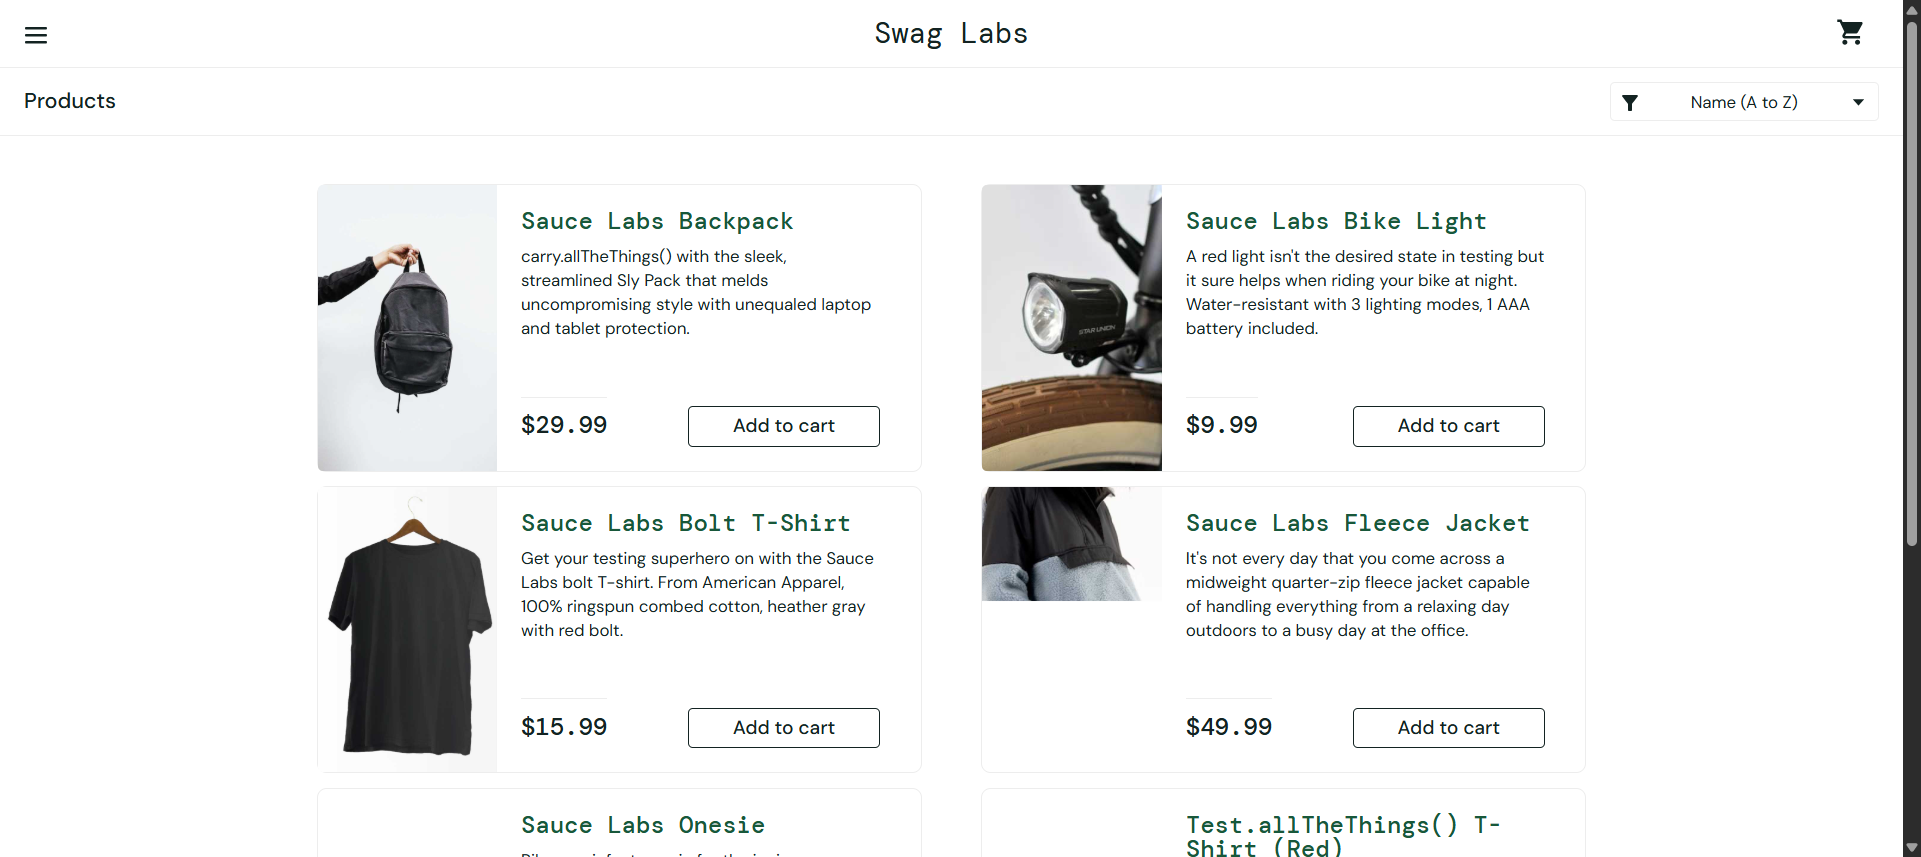 Swag Labs
Products
Name (A to Z)
Sauce Labs Backpack
carry.allTheThings() with the sleek,
streamlined Sly Pack that melds
uncompromising style with unequaled laptop
and tablet protection.
$29.99
Add to cart
Sauce Labs Bike Light
A red light isn't the desired state in testing but
it sure helps when riding your bike at night.
Water-resistant with 3 lighting modes, 1 AAA
battery included.
$9.99
Add to cart
STAR UNION
Sauce Labs Bolt T-Shirt
Get your testing superhero on with the Sauce
Labs bolt T-shirt. From American Apparel,
100% ringspun combed cotton, heather gray
with red bolt.
$15.99
Add to cart
Sauce Labs Fleece Jacket
It's not every day that you come across a
midweight quarter-zip fleece jacket capable
of handling everything from a relaxing day
outdoors to a busy day at the office.
$49.99
Add to cart
Sauce Labs Onesie
Test.allTheThings() T-
Shirt (Red)